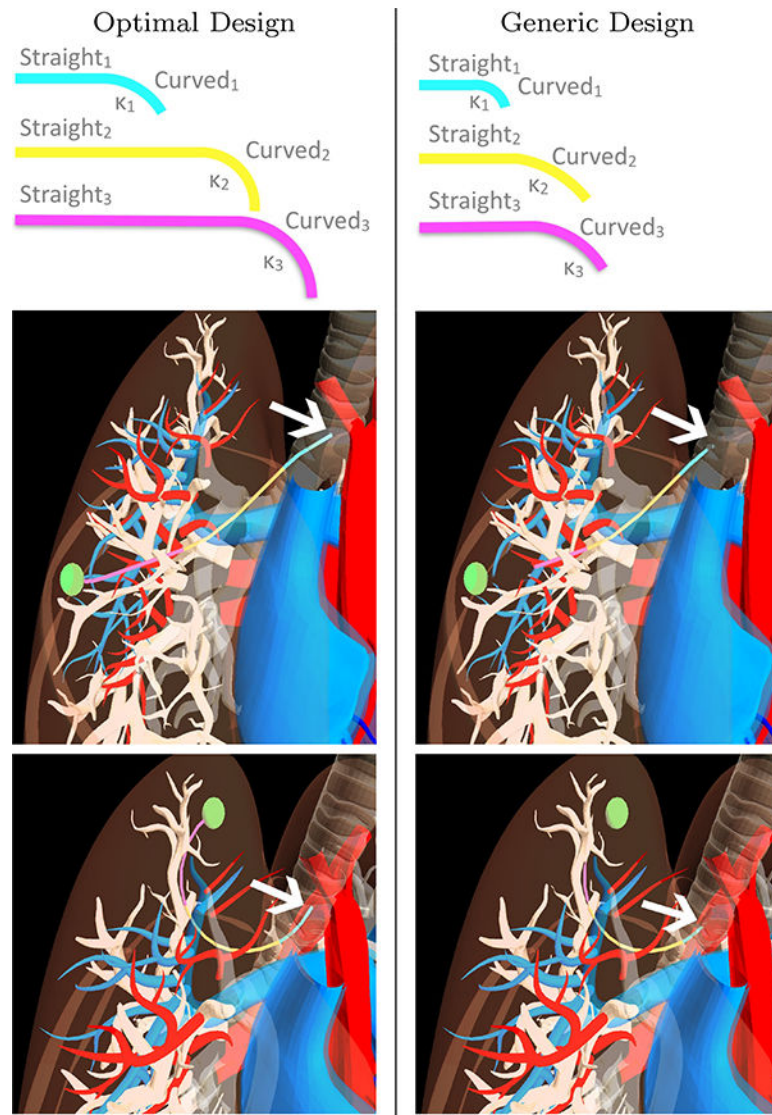 Optimal Design
Straight₁
Curved₁
κ₁
Straight₂
Curved₂
κ₂
Straight₃
Curved₃
κ₃
Generic Design
Straight₁
Curved₁
κ₁
Straight₂
Curved₂
κ₂
Straight₃
Curved₃
κ₃